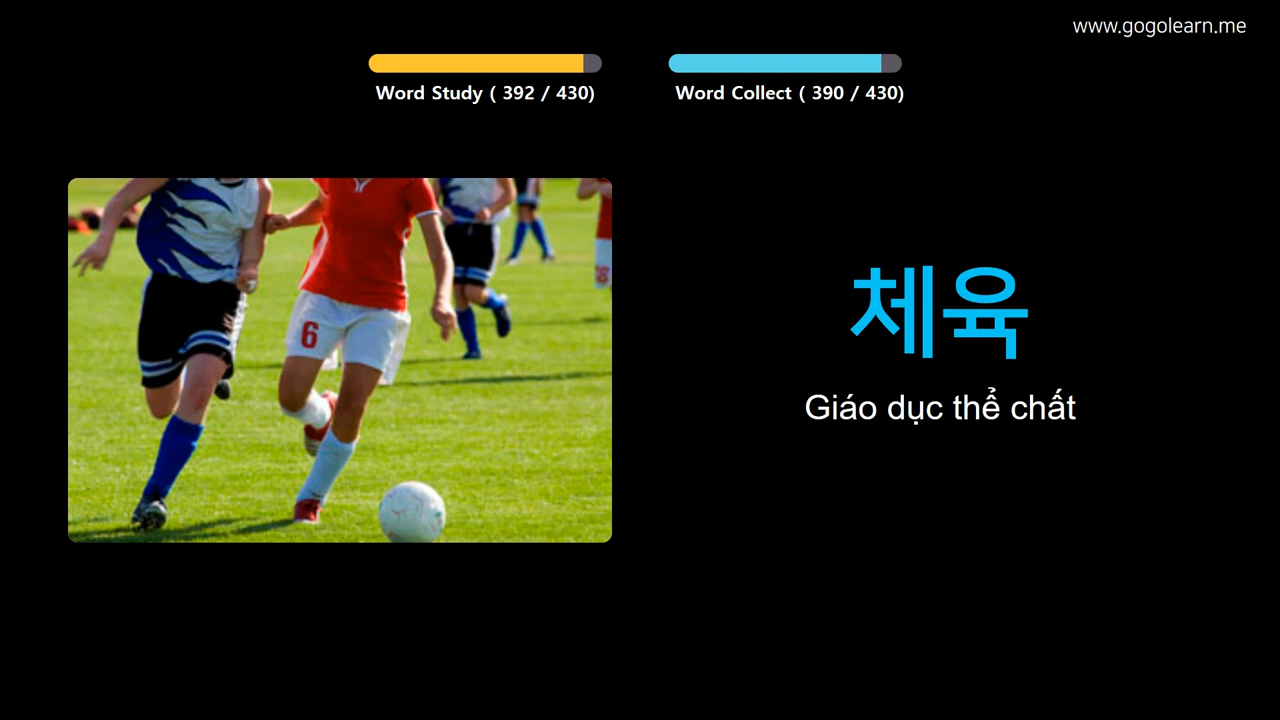 www.gogolearn.me
Word Study ( 392 / 430)
Word Collect ( 390 / 430)
체육
Giáo dục thể chất
6